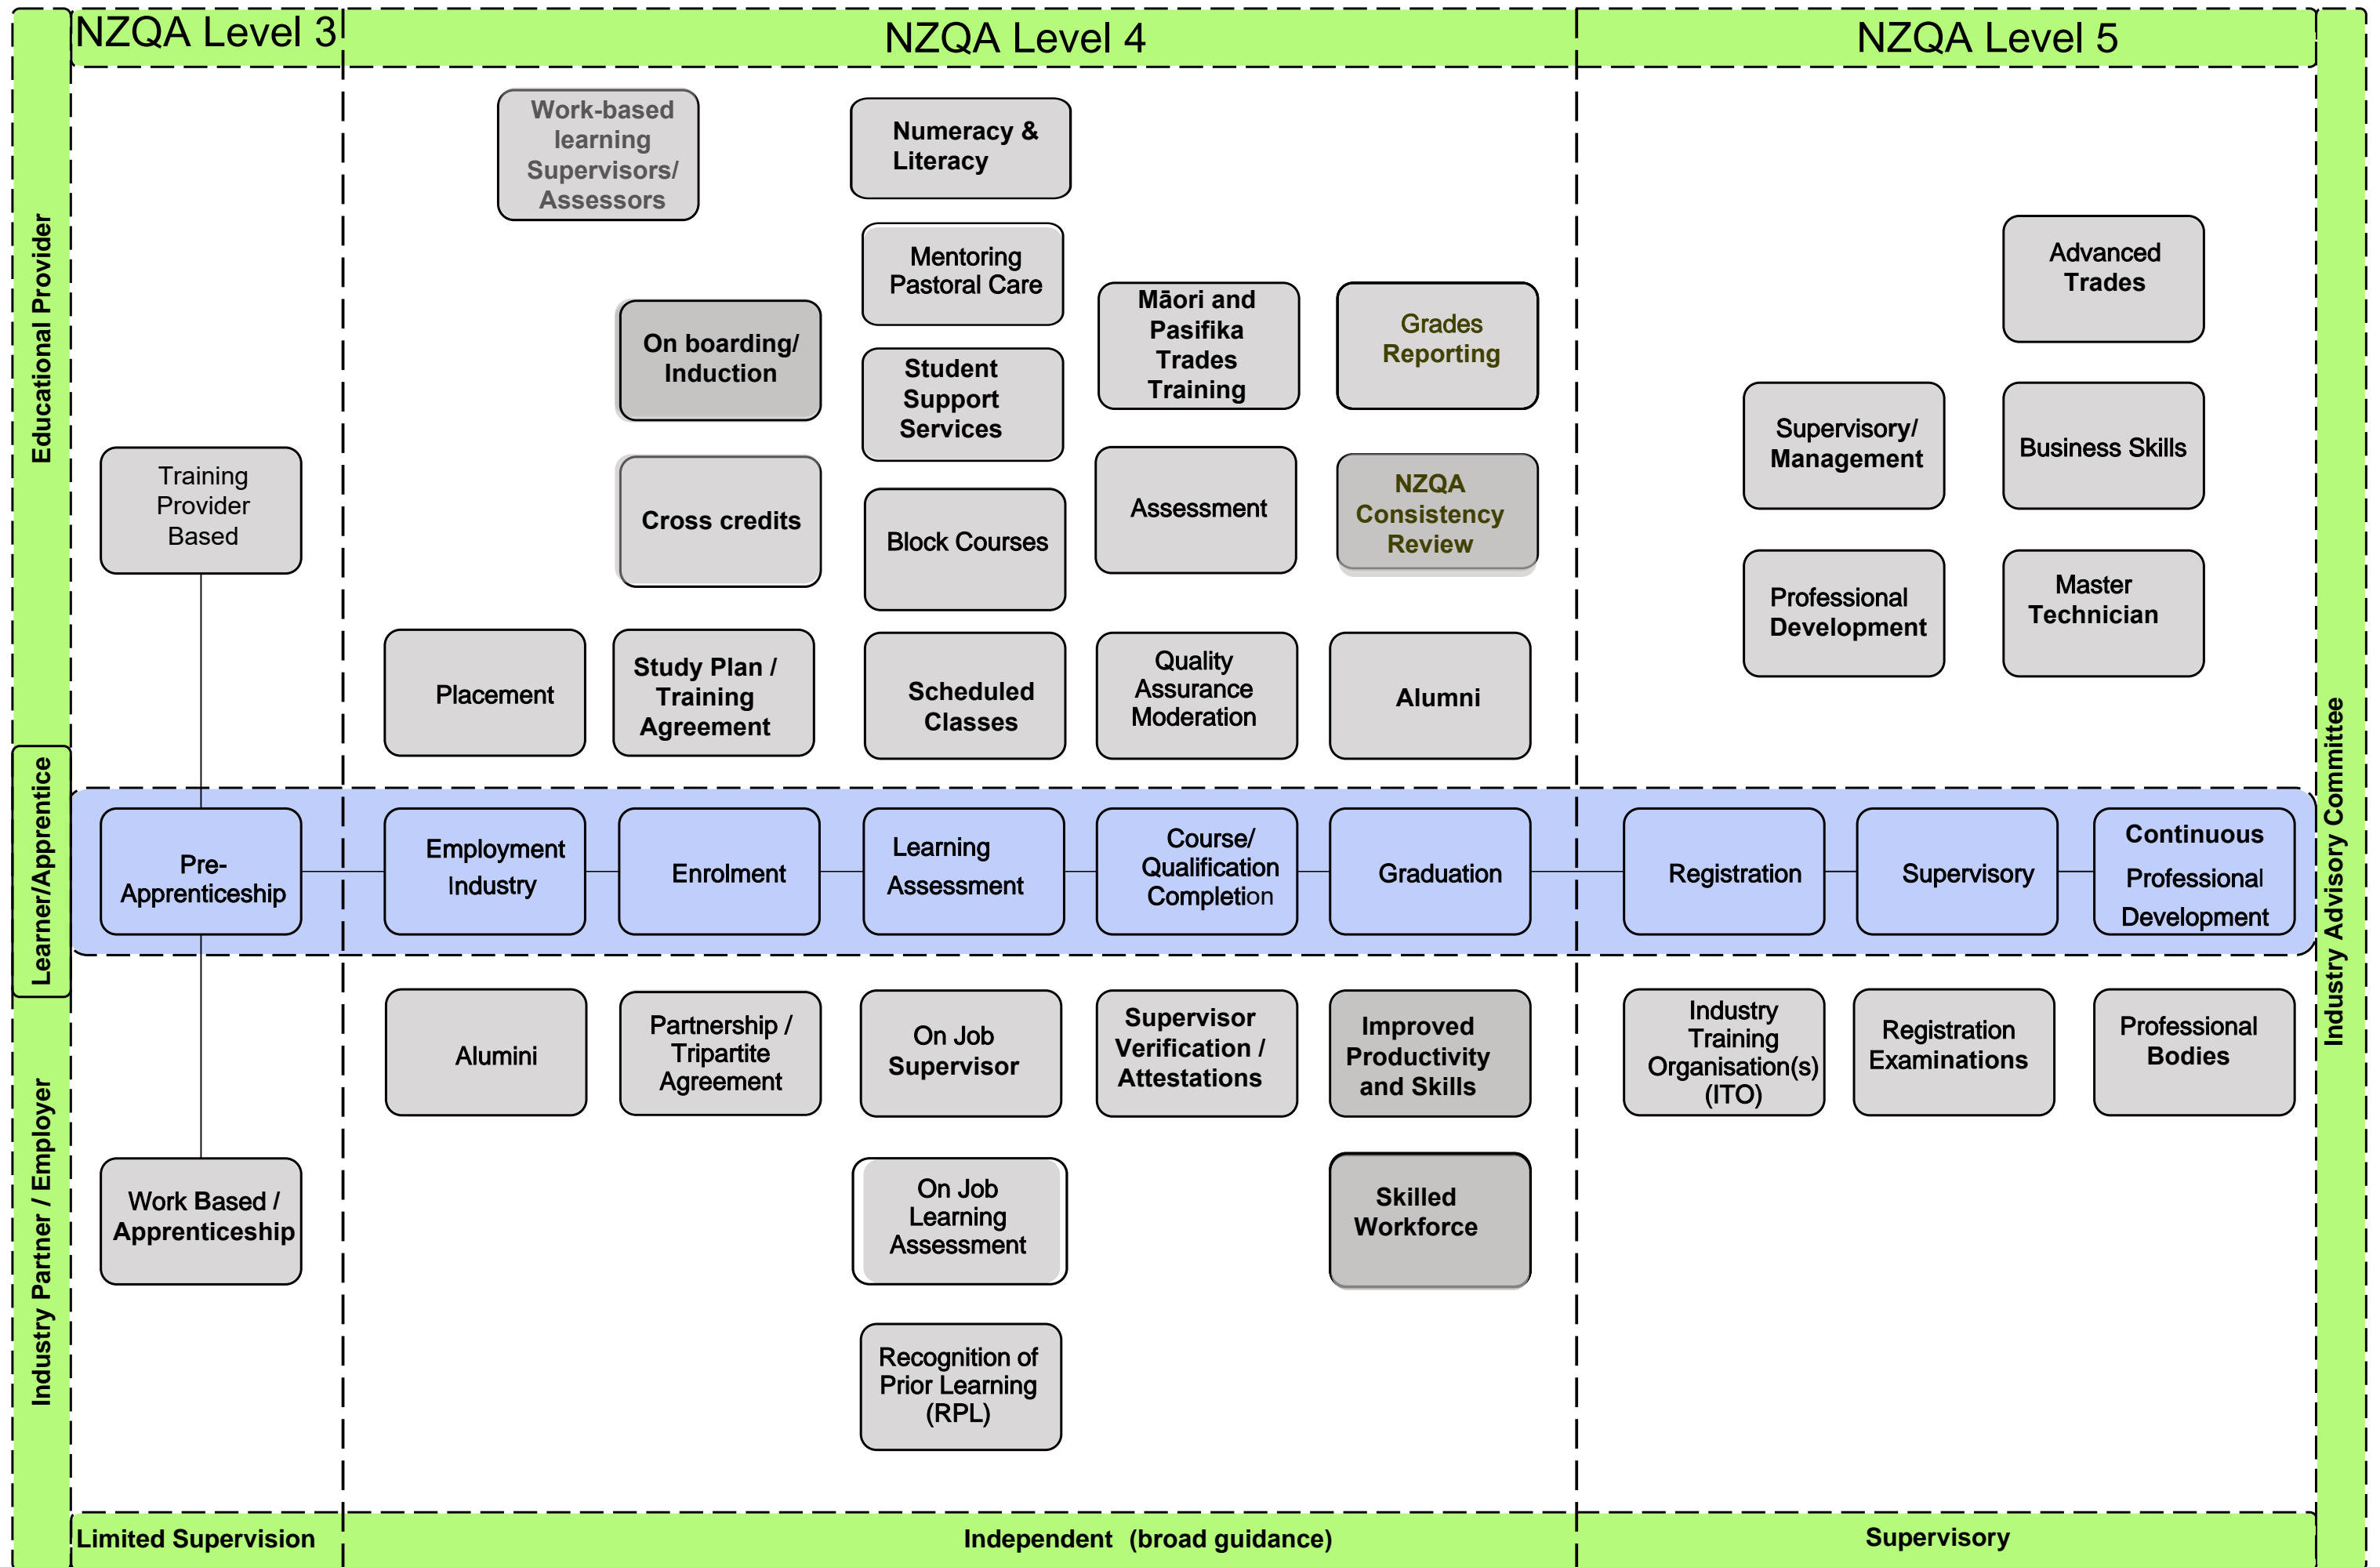 NZQA Level 3
NZQA Level 4
NZQA Level 5
Educational Provider
Learner/Apprentice
Industry Partner / Employer
Industry Advisory Committee
Work-based
learning
Supervisors/
Assessors
Numeracy &
Literacy
Mentoring
Pastoral Care
On boarding/
Induction
Student
Support
Services
Māori and
Pasifika
Trades
Training
Grades
Reporting
Advanced
Trades
Training
Provider
Based
Cross credits
Block Courses
Assessment
NZQA
Consistency
Review
Supervisory/
Management
Business Skills
Professional
Development
Master
Technician
Placement
Study Plan /
Training
Agreement
Scheduled
Classes
Quality
Assurance
Moderation
Alumni
Pre-
Apprenticeship
Employment
Industry
Enrolment
Learning
Assessment
Course/
Qualification
Completion
Graduation
Registration
Supervisory
Continuous
Professional
Development
Alumini
Partnership /
Tripartite
Agreement
On Job
Supervisor
Supervisor
Verification /
Attestations
Improved
Productivity
and Skills
Industry
Training
Organisation(s)
(ITO)
Registration
Examinations
Professional
Bodies
Work Based /
Apprenticeship
On Job
Learning
Assessment
Skilled
Workforce
Recognition of
Prior Learning
(RPL)
Limited Supervision
Independent (broad guidance)
Supervisory